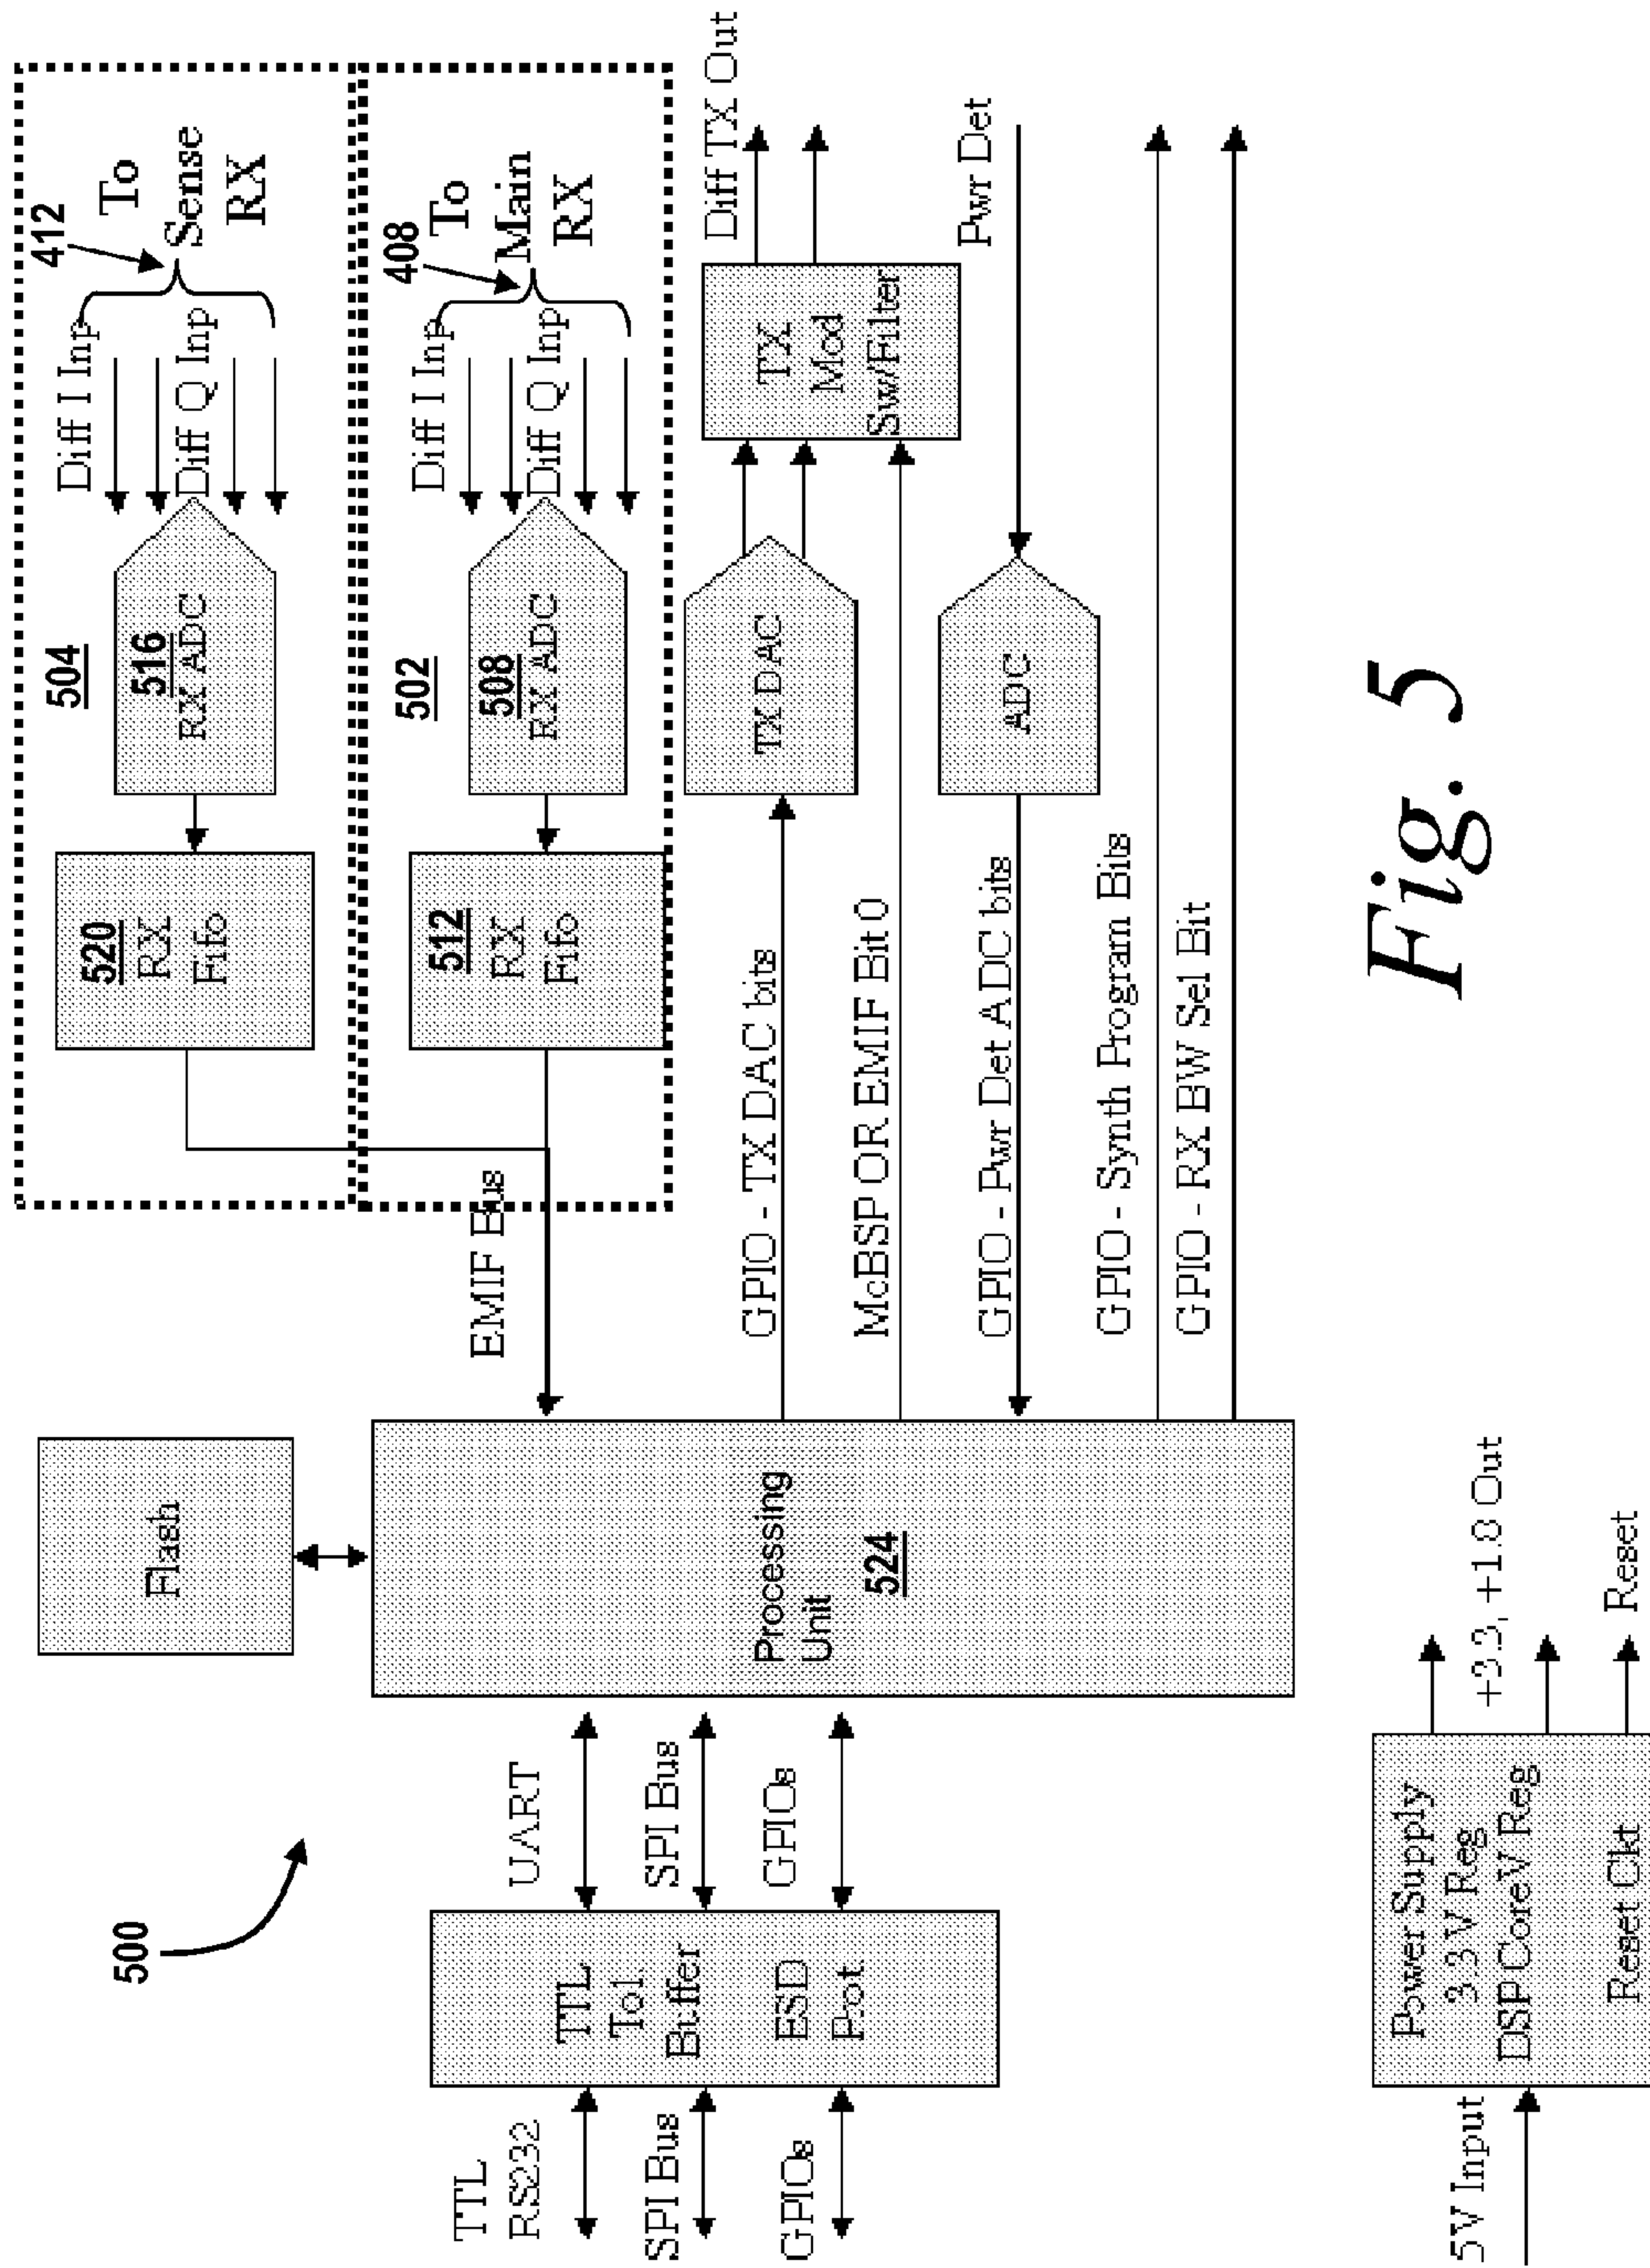 500
TTL
RS232
SPI Bus
GPIOs
TTL
Tol.
Buffer
ESD
Prot
UART
SPI Bus
GPIOs
Flash
Processing
Unit
524
EMIF Bus
520
RX
Fifo
504
516
RX ADC
Diff I Inp
Diff Q Inp
412
To
Sense
RX
512
RX
Fifo
502
508
RX ADC
Diff I Inp
Diff Q Inp
408
To
Main
RX
GPIO - TX DAC bits
TX DAC
McBSP OR EMIF Bit 0
TX
Mod
Sw/Filter
Diff TX Out
GPIO - Pwr Det ADC bits
ADC
Pwr Det
GPIO - Synth Program Bits
GPIO - RX BW Sel Bit
5V Input
Power Supply
3.3V Reg
DSP CoreV Reg
Reset Ckt
+3.3, +1.8 Out
Reset
Fig. 5